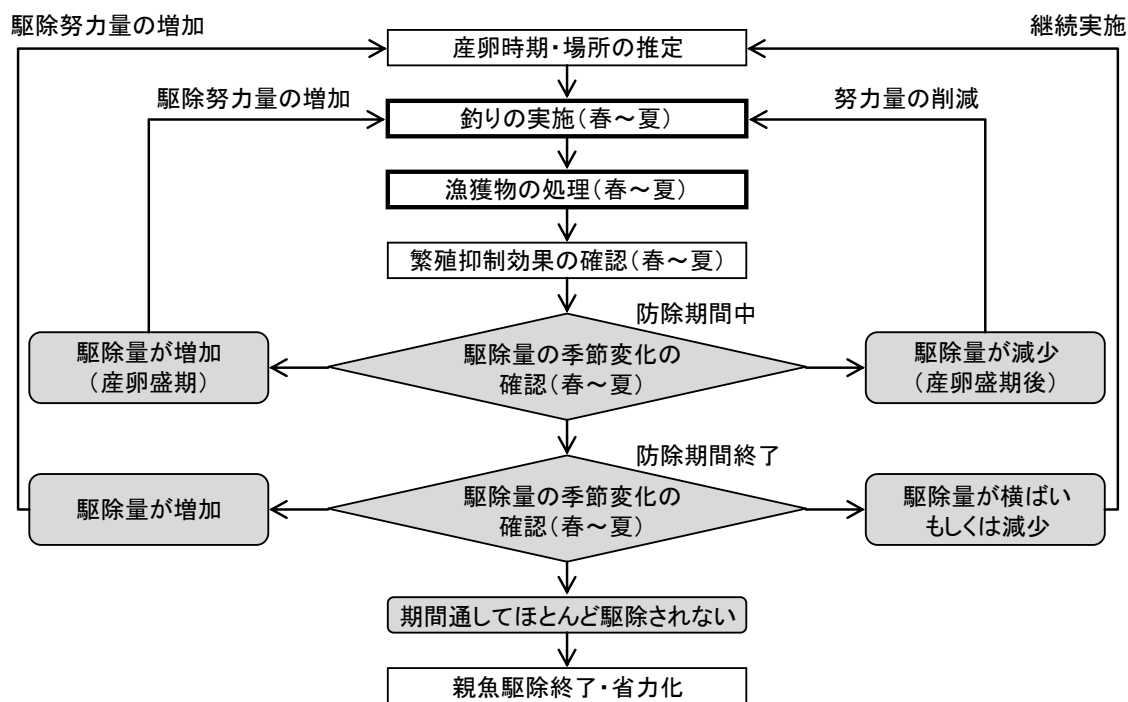 駆除努力量の増加
継続実施
産卵時期・場所の推定
駆除努力量の増加
努力量の削減
釣りの実施(春～夏)
漁獲物の処理(春～夏)
繁殖抑制効果の確認(春～夏)
防除期間中
駆除量が増加
(産卵盛期)
駆除量の季節変化の
確認(春～夏)
駆除量が減少
(産卵盛期後)
防除期間終了
駆除量が増加
駆除量の季節変化の
確認(春～夏)
駆除量が横ばい
もしくは減少
期間通してほとんど駆除されない
親魚駆除終了・省力化